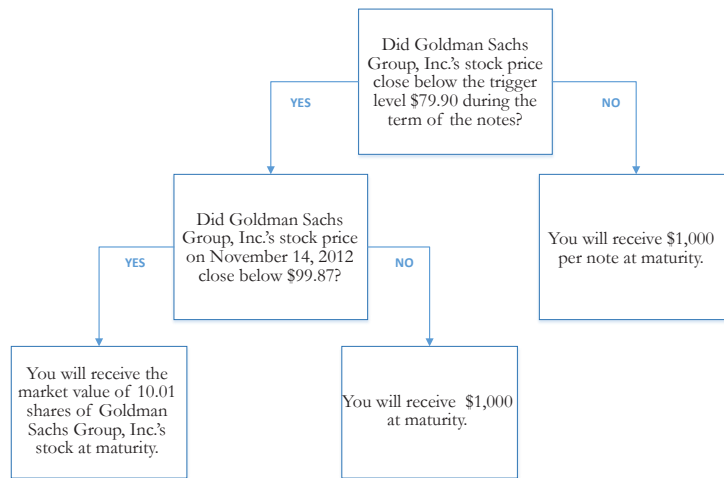 Did Goldman Sachs
Group, Inc.'s stock price
close below the trigger
level $79.90 during the
term of the notes?
YES
NO
Did Goldman Sachs
Group, Inc.'s stock price
on November 14, 2012
close below $99.87?
You will receive $1,000
per note at maturity.
YES
NO
You will receive the
market value of 10.01
shares of Goldman
Sachs Group, Inc.'s
stock at maturity.
You will receive $1,000
at maturity.